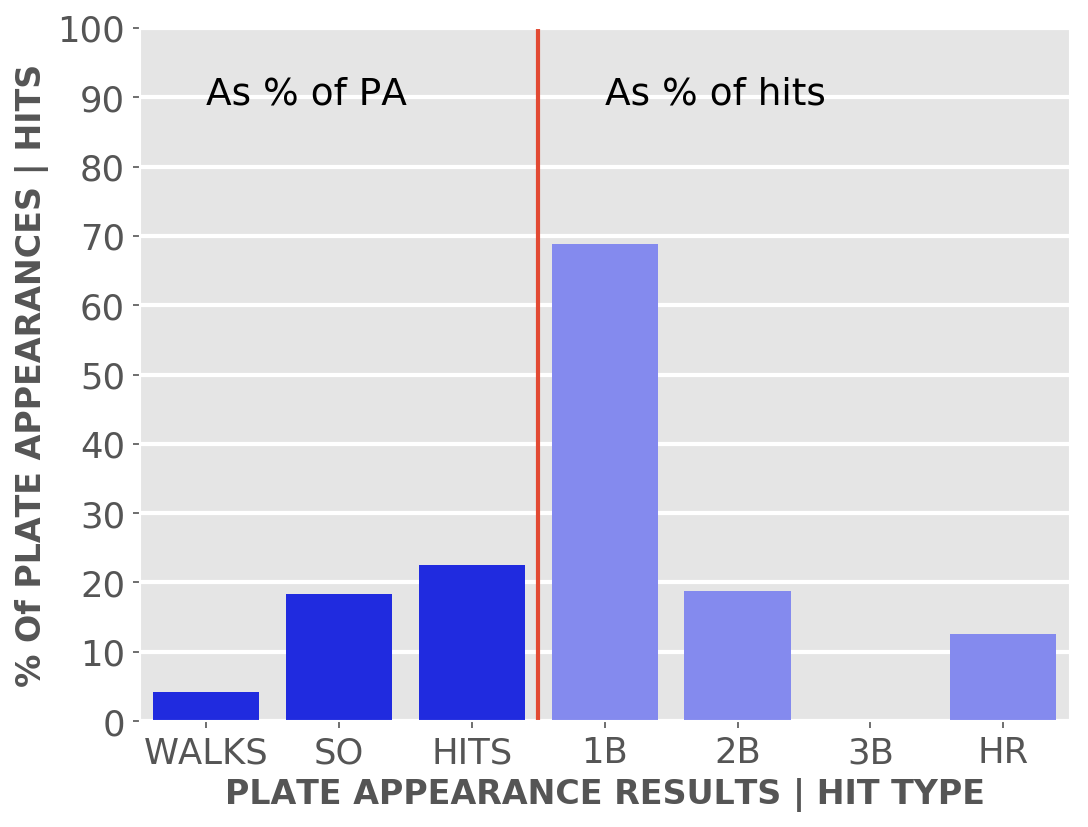 % Of PLATE APPEARANCES | HITS
100
90
80
70
60
50
40
30
20
10
0
As % of PA
As % of hits
WALKS SO HITS 1B 2B 3B HR
PLATE APPEARANCE RESULTS | HIT TYPE